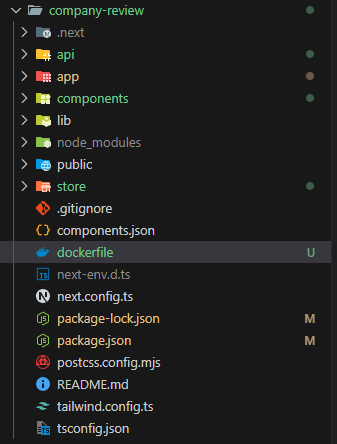 company-review
.next
api
app
components
lib
node_modules
public
store
.gitignore
components.json
dockerfile U
next-env.d.ts
next.config.ts
package-lock.json M
package.json M
postcss.config.mjs
README.md
tailwind.config.ts
tsconfig.json